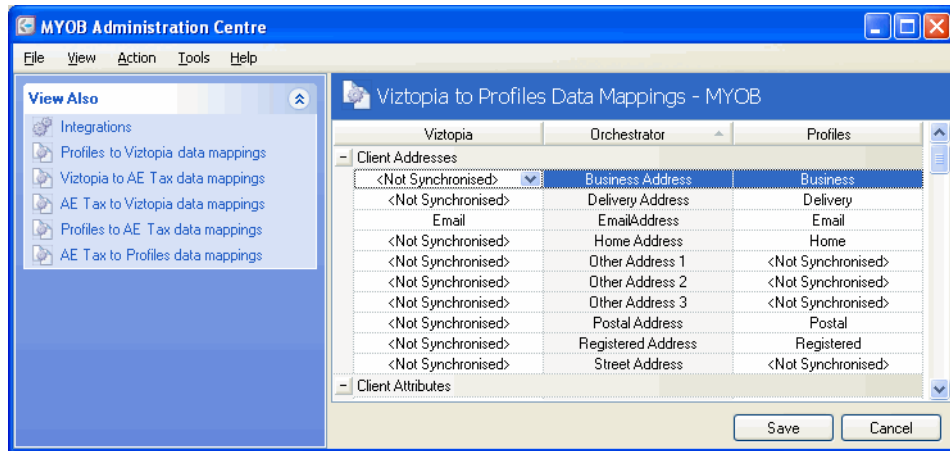 MYOB Administration Centre
File View Action Tools Help
View Also
Integrations
Profiles to Viztopia data mappings
Viztopia to AE Tax data mappings
AE Tax to Viztopia data mappings
Profiles to AE Tax data mappings
AE Tax to Profiles data mappings
Viztopia to Profiles Data Mappings - MYOB
Viztopia Orchestrator Profiles
Client Addresses
<Not Synchronised> Business Address Business
<Not Synchronised> Delivery Address Delivery
Email EmailAddress Email
<Not Synchronised> Home Address Home
<Not Synchronised> Other Address 1 <Not Synchronised>
<Not Synchronised> Other Address 2 <Not Synchronised>
<Not Synchronised> Other Address 3 <Not Synchronised>
<Not Synchronised> Postal Address Postal
<Not Synchronised> Registered Address Registered
<Not Synchronised> Street Address <Not Synchronised>
Client Attributes
Save Cancel